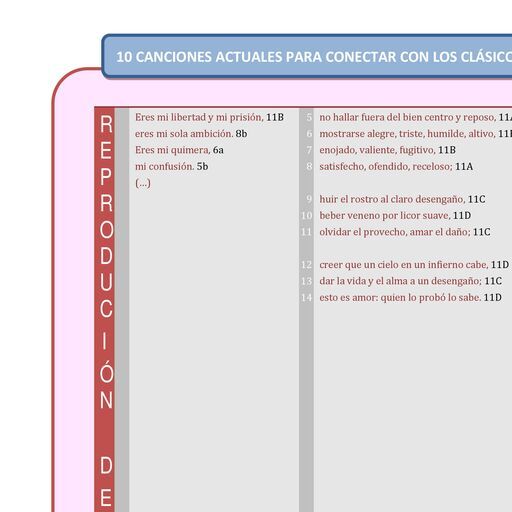 10 CANCIONES ACTUALES PARA CONECTAR CON LOS CLÁSICO
REPRODUCIÓN DE
Eres mi libertad y mi prisión, 11B
eres mi sola ambición. 8b
Eres mi quimera, 6a
mi confusión. 5b
(…)
5 no hallar fuera del bien centro y reposo, 11A
6 mostrarse alegre, triste, humilde, altivo, 11B
7 enojado, valiente, fugitivo, 11B
8 satisfecho, ofendido, receloso; 11A
9 huir el rostro al claro desengaño, 11C
10 beber veneno por licor suave, 11D
11 olvidar el provecho, amar el daño; 11C
12 creer que un cielo en un infierno cabe, 11D
13 dar la vida y el alma a un desengaño; 11C
14 esto es amor: quien lo probó lo sabe. 11D